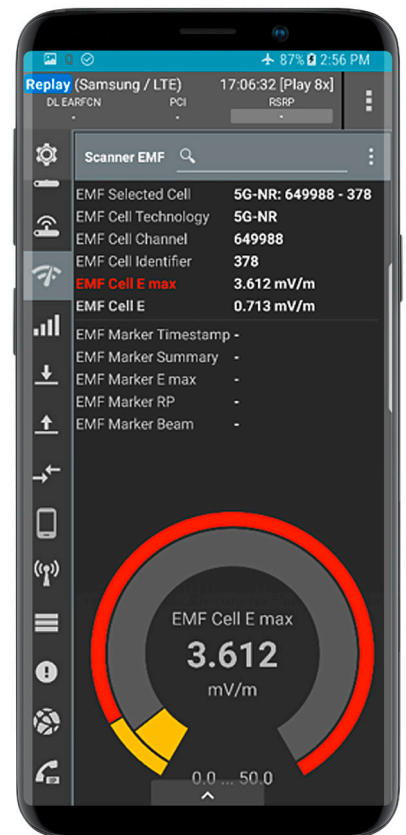 87% 2:56 PM
Replay (Samsung / LTE) 17:06:32 [Play 8x]
DL EARFCN PCI RSRP
- - -
Scanner EMF
EMF Selected Cell 5G-NR: 649988 - 378
EMF Cell Technology 5G-NR
EMF Cell Channel 649988
EMF Cell Identifier 378
EMF Cell E max 3.612 mV/m
EMF Cell E 0.713 mV/m
EMF Marker Timestamp -
EMF Marker Summary -
EMF Marker E max -
EMF Marker RP -
EMF Marker Beam -
EMF Cell E max
3.612
mV/m
0.0 ... 50.0